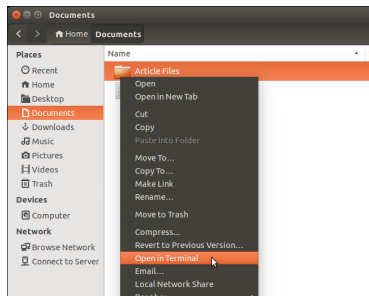 Documents
Home Documents
Places
Recent
Home
Desktop
Documents
Downloads
Music
Pictures
Videos
Trash
Devices
Computer
Network
Browse Network
Connect to Server
Name
Article Files
Open
Open in New Tab
Cut
Copy
Paste Into Folder
Move To...
Copy To...
Make Link
Rename...
Move to Trash
Compress...
Revert to Previous Version...
Open in Terminal
Email...
Local Network Share